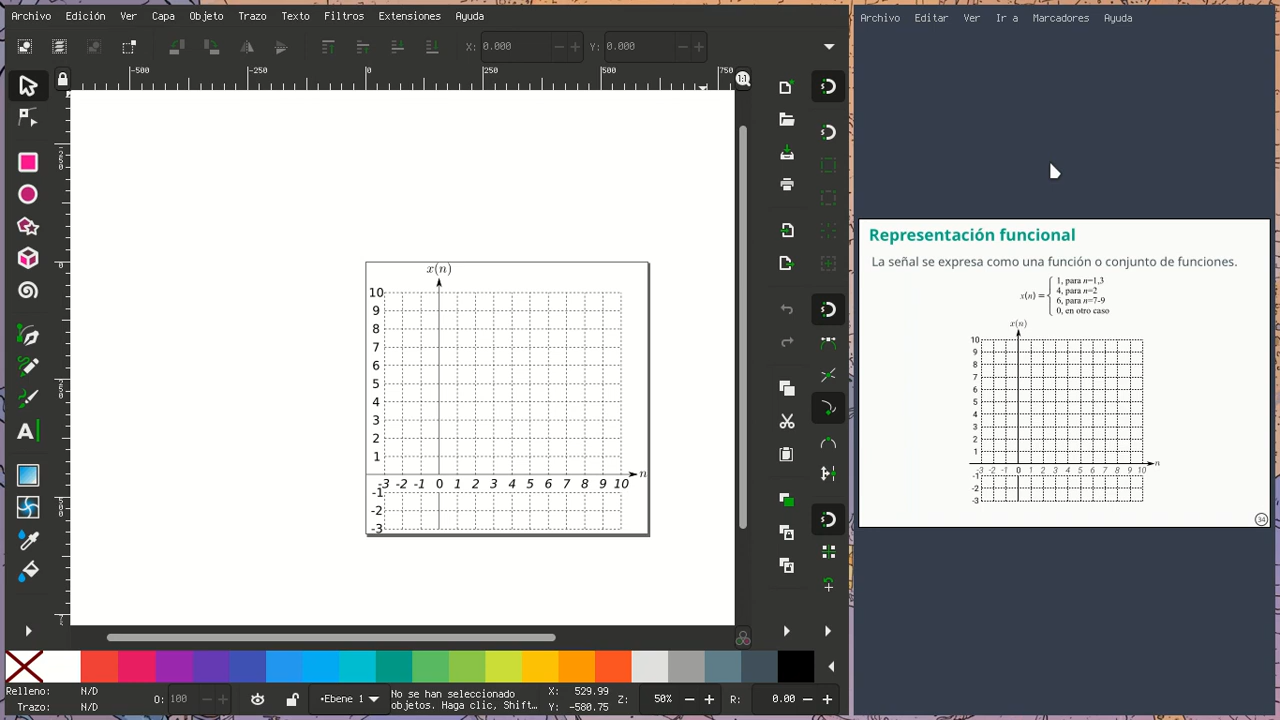 Archivo Edición Ver Capa Objeto Trazo Texto Filtros Extensiones Ayuda
X: 0.000 Y: 0.000
-500 -250 0 250 500 750
1:1
x(n)
10
9
8
7
6
5
4
3
2
1
n
-3 -2 -1 0 1 2 3 4 5 6 7 8 9 10
-1
-2
-3
Relleno: N/D
Trazo: N/D
O: 100
•Ebene 1
No se han seleccionado
objetos. Haga clic, Shift…
X: 529.99
Y: -580.75
Z: 50%
R: 0.00
Archivo Editar Ver Ir a Marcadores Ayuda
Representación funcional
La señal se expresa como una función o conjunto de funciones.
1, para n=1,3
x(n) = 4, para n=2
6, para n=7-9
0, en otro caso
x(n)
10
9
8
7
6
5
4
3
2
1
n
-3 -2 -1 0 1 2 3 4 5 6 7 8 9 10
-1
-2
-3
34